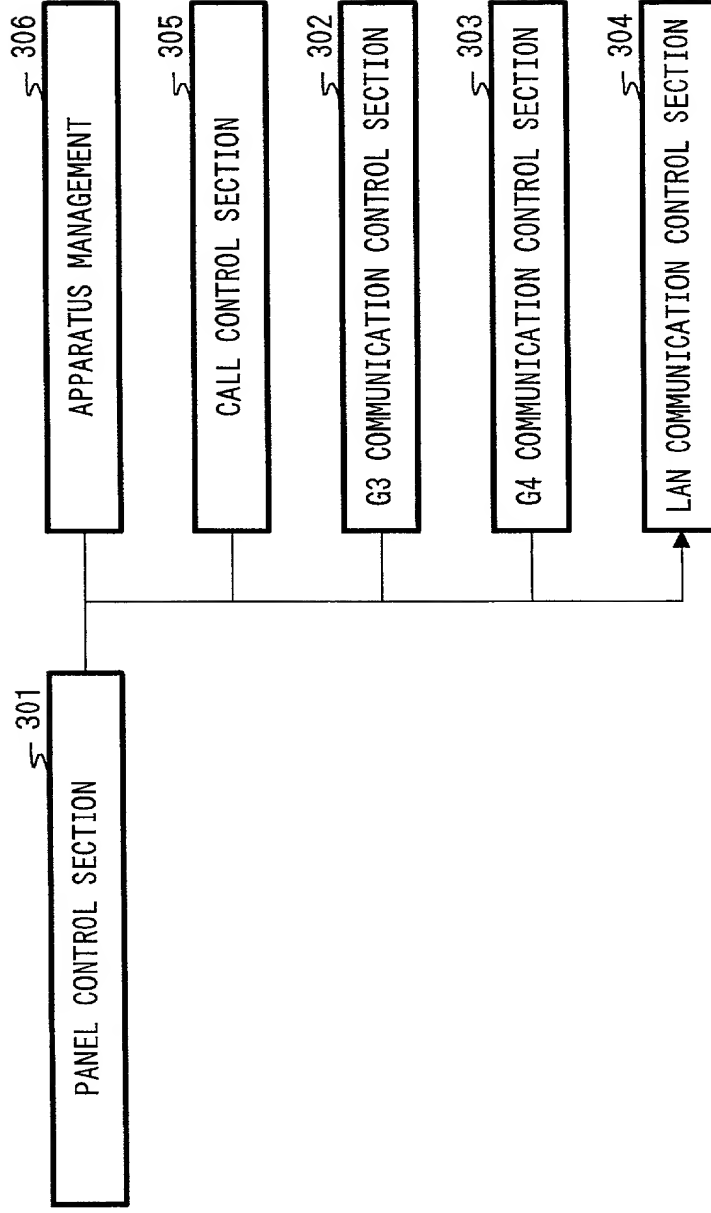 301
PANEL CONTROL SECTION
306
APPARATUS MANAGEMENT
305
CALL CONTROL SECTION
302
G3 COMMUNICATION CONTROL SECTION
303
G4 COMMUNICATION CONTROL SECTION
304
LAN COMMUNICATION CONTROL SECTION